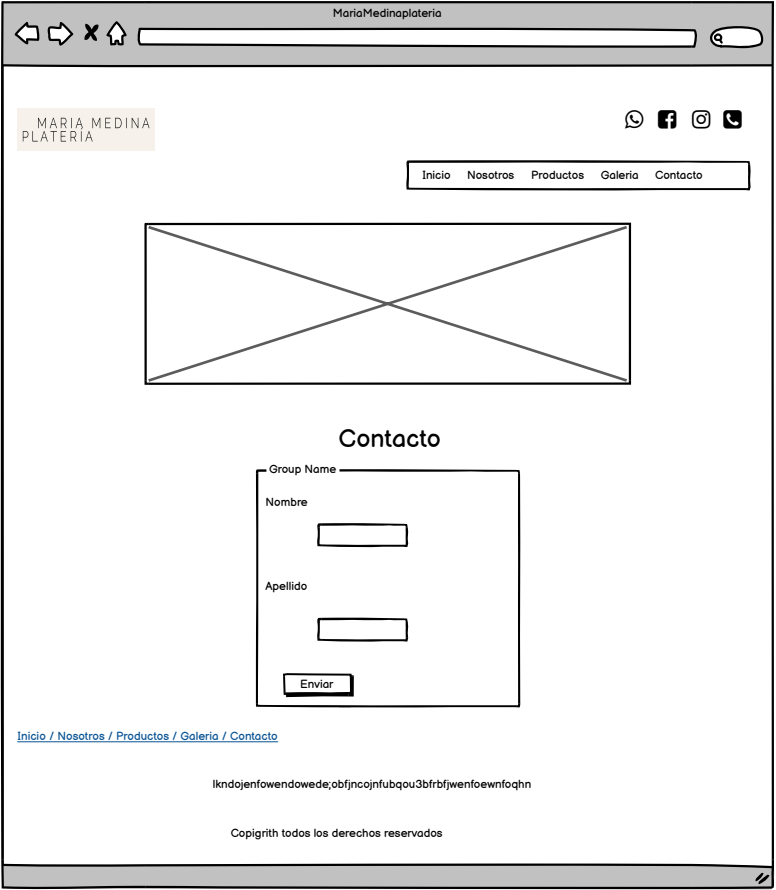 MariaMedinaplateria
MARIA MEDINA
PLATERIA
Inicio Nosotros Productos Galeria Contacto
Contacto
Group Name
Nombre
Apellido
Enviar
Inicio / Nosotros / Productos / Galeria / Contacto
lkndojenfowendowede;obfjncojnfubqou3bfrbfjwenfoewnfoqhn
Copigrith todos los derechos reservados